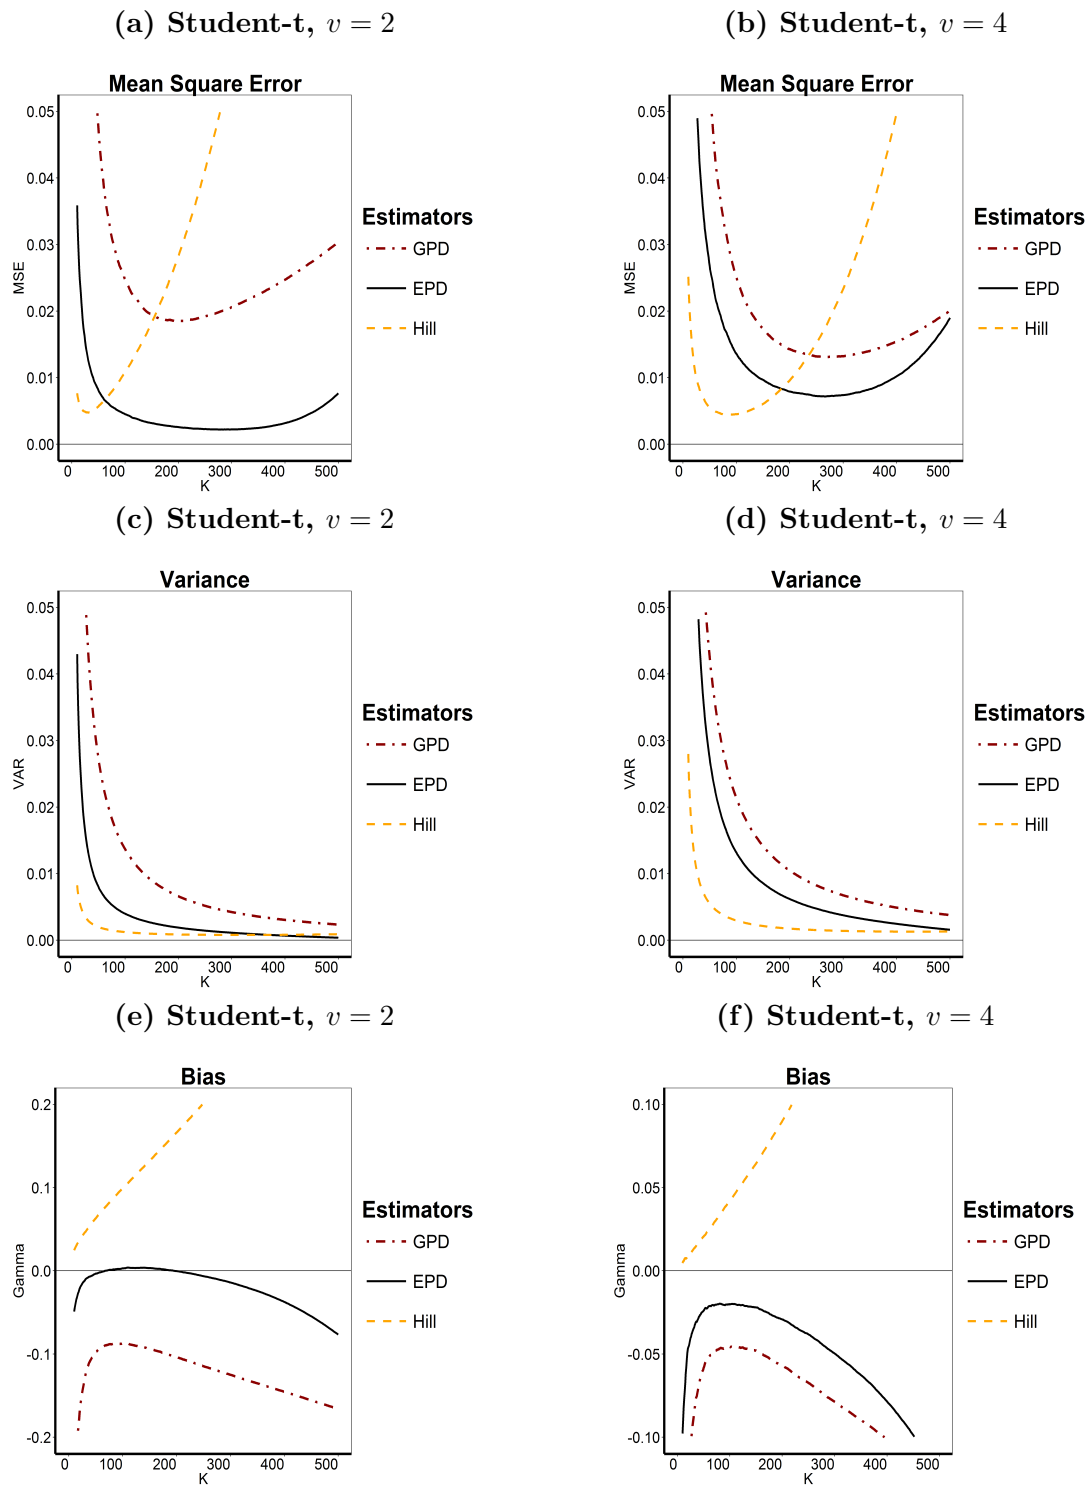 (a) Student-t, v = 2
(b) Student-t, v = 4
Mean Square Error
0.05
0.04
0.03
0.02
0.01
0.00
MSE
0 100 200 300 400 500
K
Estimators
GPD
EPD
Hill
Mean Square Error
0.05
0.04
0.03
0.02
0.01
0.00
MSE
0 100 200 300 400 500
K
Estimators
GPD
EPD
Hill
(c) Student-t, v = 2
(d) Student-t, v = 4
Variance
0.05
0.04
0.03
0.02
0.01
0.00
VAR
0 100 200 300 400 500
K
Estimators
GPD
EPD
Hill
Variance
0.05
0.04
0.03
0.02
0.01
0.00
VAR
0 100 200 300 400 500
K
Estimators
GPD
EPD
Hill
(e) Student-t, v = 2
(f) Student-t, v = 4
Bias
0.2
0.1
0.0
-0.1
-0.2
Gamma
0 100 200 300 400 500
K
Estimators
GPD
EPD
Hill
Bias
0.10
0.05
0.00
-0.05
-0.10
Gamma
0 100 200 300 400 500
K
Estimators
GPD
EPD
Hill